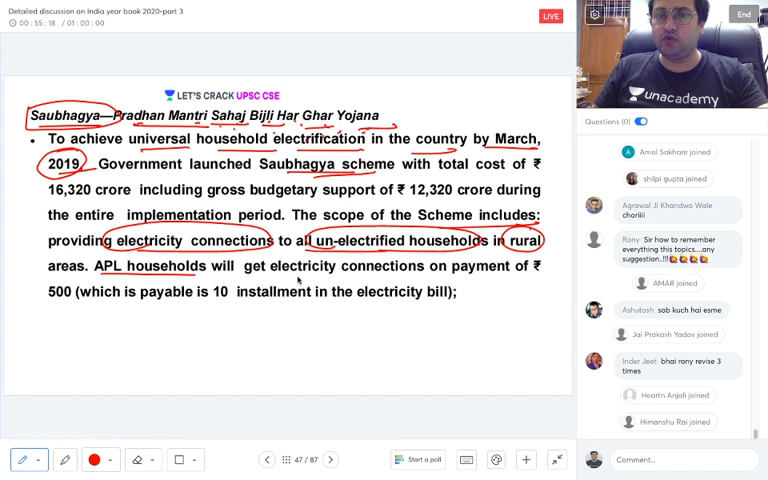 Detailed discussion on India year book 2020-part 3
00 : 55 : 18 / 01 : 00 : 00
LIVE
End
LET'S CRACK UPSC CSE
Saubhagya—Pradhan Mantri Sahaj Bijli Har Ghar Yojana
• To achieve universal household electrification in the country by March,
2019, Government launched Saubhagya scheme with total cost of ₹
16,320 crore including gross budgetary support of ₹ 12,320 crore during
the entire implementation period. The scope of the Scheme includes:
providing electricity connections to all un-electrified households in rural
areas. APL households will get electricity connections on payment of ₹
500 (which is payable is 10 installment in the electricity bill);
47 / 87
Start a poll
unacademy
Questions (0)
A Amol Sakhare joined
shilpi gupta joined
Agrawal Ji Khandwa Wale
choriiii
Rony Sir how to remember
everything this topics....any
suggestion..!!!
AMAR joined
Ashutosh sab kuch hai esme
Jai Prakash Yadav joined
Inder Jeet bhai rony revise 3
times
Heartn Anjali joined
Himanshu Rai joined
Comment...